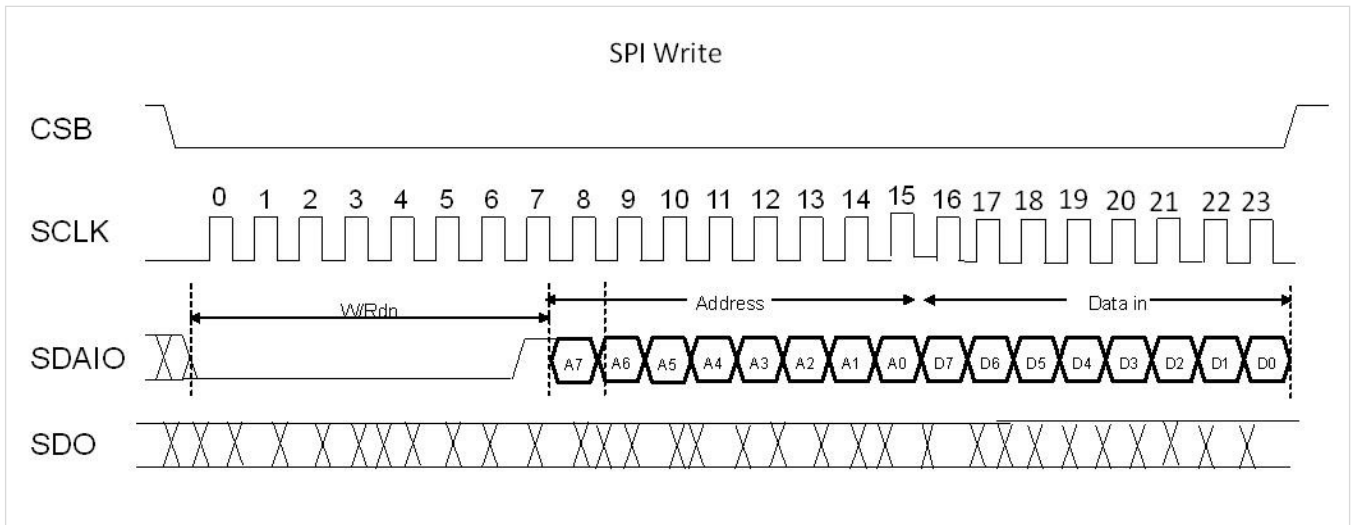 SPI Write
CSB
0 1 2 3 4 5 6 7 8 9 10 11 12 13 14 15 16 17 18 19 20 21 22 23
SCLK
W/Rdn Address Data in
SDAIO A7 A6 A5 A4 A3 A2 A1 A0 D7 D6 D5 D4 D3 D2 D1 D0
SDO